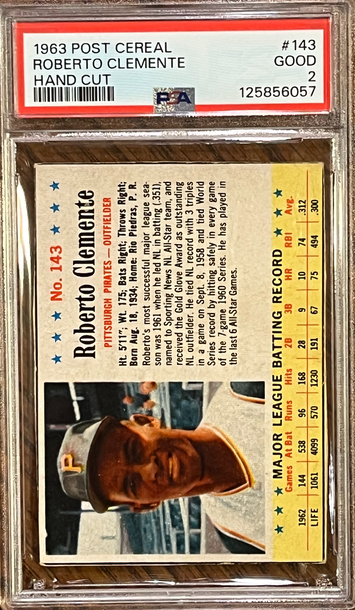 1963 POST CEREAL #143
ROBERTO CLEMENTE GOOD
HAND CUT 2
PSA 125856057
No. 143
Roberto Clemente
PITTSBURGH PIRATES — OUTFIELDER
Ht. 5'11"; Wt. 175; Bats Right; Throws Right;
Born Aug. 18, 1934; Home: Rio Piedras, P. R.
Roberto's most successful major league sea-
son was 1961 when he led NL in batting (.351),
named to Sporting News NL All-Star team, and
received the Gold Glove Award as outstanding
NL outfielder. He tied NL record with 3 triples
in a game on Sept. 8, 1958 and tied World
Series record by hitting safely in every game
of the 7-game 1960 Series. He has played in
the last 6 All-Star Games.
P
MAJOR LEAGUE BATTING RECORD
Games At Bat Runs Hits 2B 3B HR RBI Avg.
1962 144 538 96 168 28 9 10 74 .312
LIFE 1061 4099 570 1230 191 67 75 494 .300